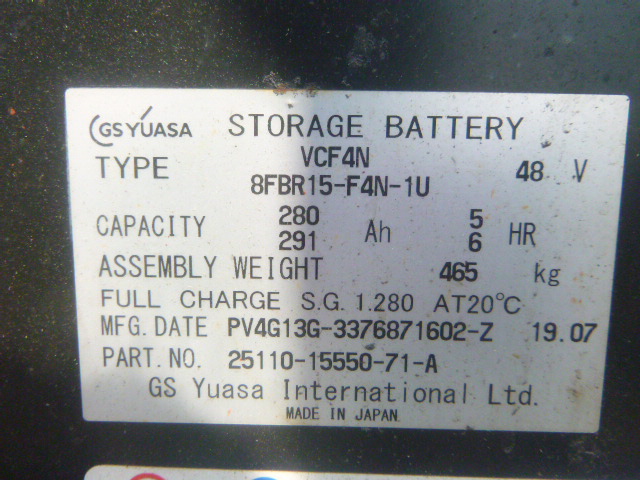 GS YUASA STORAGE BATTERY
TYPE VCF4N 48 V
8FBR15-F4N-1U
CAPACITY 280 Ah 5 HR
291 6
ASSEMBLY WEIGHT 465 kg
FULL CHARGE S.G. 1.280 AT20℃
MFG. DATE PV4G13G-3376871602-Z 19.07
PART. NO. 25110-15550-71-A
GS Yuasa International Ltd.
MADE IN JAPAN